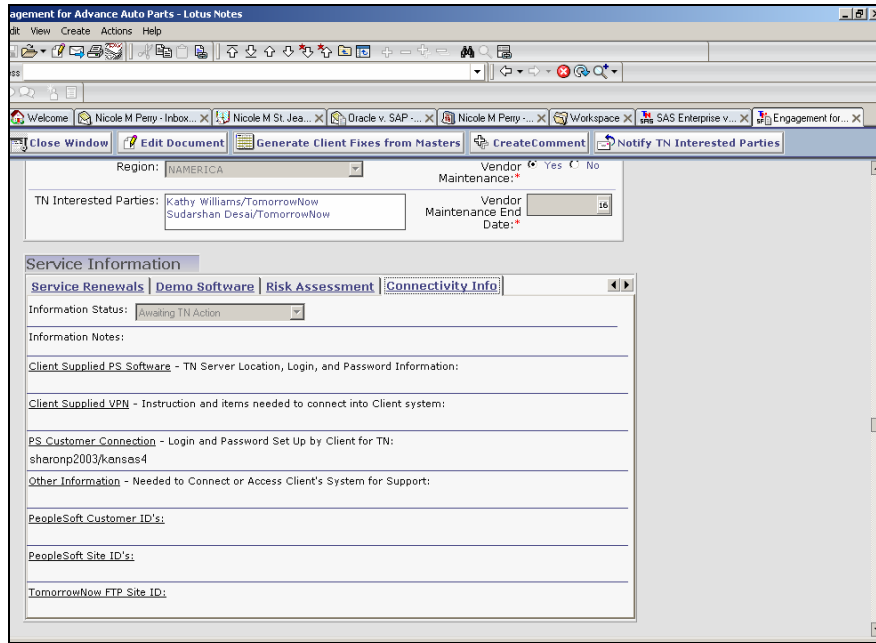 agement for Advance Auto Parts - Lotus Notes
dit View Create Actions Help
ess
Welcome Nicole M Perry - Inbox... Nicole M St. Jea... Oracle v. SAP -... Nicole M Perry -... Workspace SAS Enterprise v... Engagement for...
Close Window Edit Document Generate Client Fixes from Masters CreateComment Notify TN Interested Parties
Region: NAMERICA Vendor Maintenance:* Yes No
TN Interested Parties: Kathy Williams/TomorrowNow
Sudarshan Desai/TomorrowNow
Vendor Maintenance End Date:* 16
Service Information
Service Renewals Demo Software Risk Assessment Connectivity Info
Information Status: Awaiting TN Action
Information Notes:
Client Supplied PS Software - TN Server Location, Login, and Password Information:
Client Supplied VPN - Instruction and items needed to connect into Client system:
PS Customer Connection - Login and Password Set Up by Client for TN:
sharonp2003/kansas4
Other Information - Needed to Connect or Access Client's System for Support:
PeopleSoft Customer ID's:
PeopleSoft Site ID's:
TomorrowNow FTP Site ID: